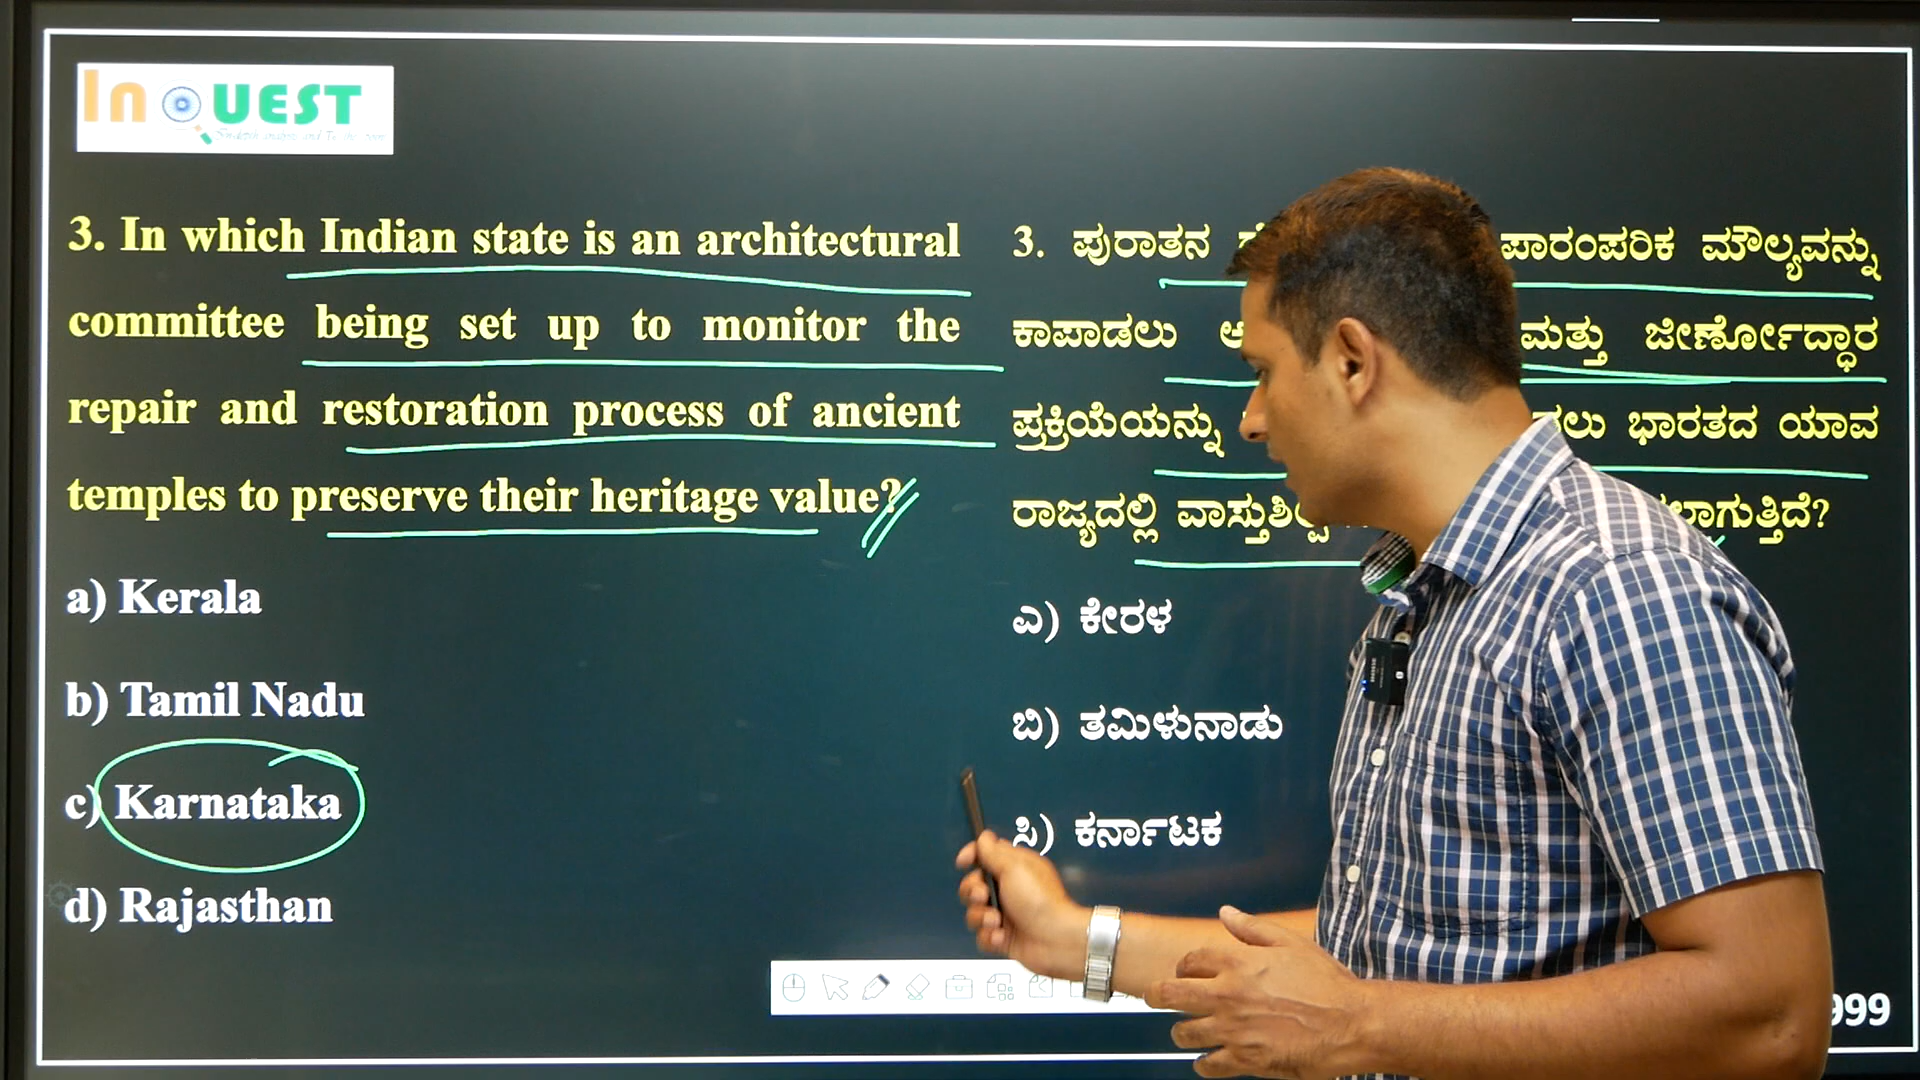 InQUEST
3. In which Indian state is an architectural
committee being set up to monitor the
repair and restoration process of ancient
temples to preserve their heritage value?
a) Kerala
b) Tamil Nadu
c) Karnataka
d) Rajasthan
3. ಪುರಾತನ ಪಾರಂಪರಿಕ ಮೌಲ್ಯವನ್ನು
ಕಾಪಾಡಲು ಮತ್ತು ಜೀರ್ಣೋದ್ಧಾರ
ಪ್ರಕ್ರಿಯೆಯನ್ನು ಭಾರತದ ಯಾವ
ರಾಜ್ಯದಲ್ಲಿ
ಎ) ಕೇರಳ
ಬಿ) ತಮಿಳುನಾಡು
ಸಿ) ಕರ್ನಾಟಕ
999